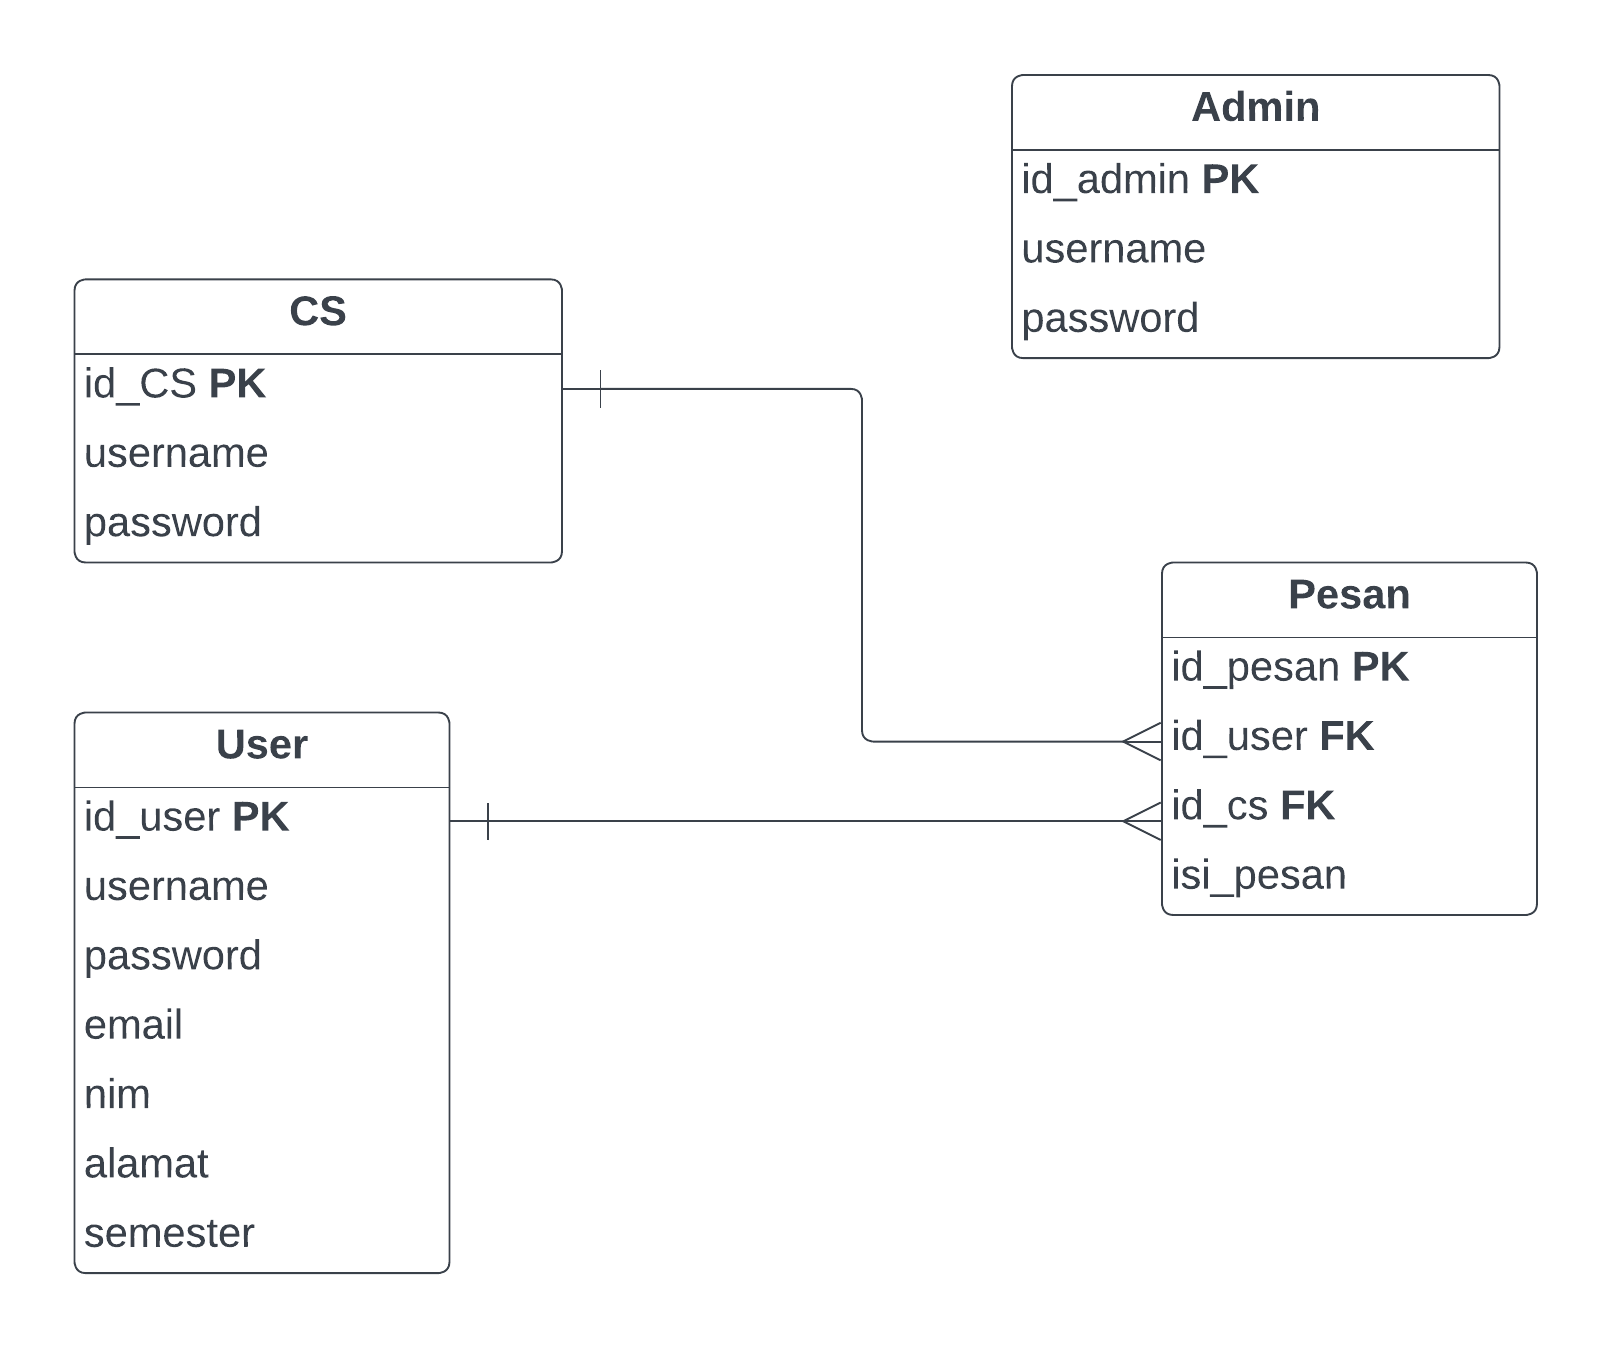 Admin
id_admin PK
username
password
CS
id_CS PK
username
password
Pesan
id_pesan PK
id_user FK
id_cs FK
isi_pesan
User
id_user PK
username
password
email
nim
alamat
semester